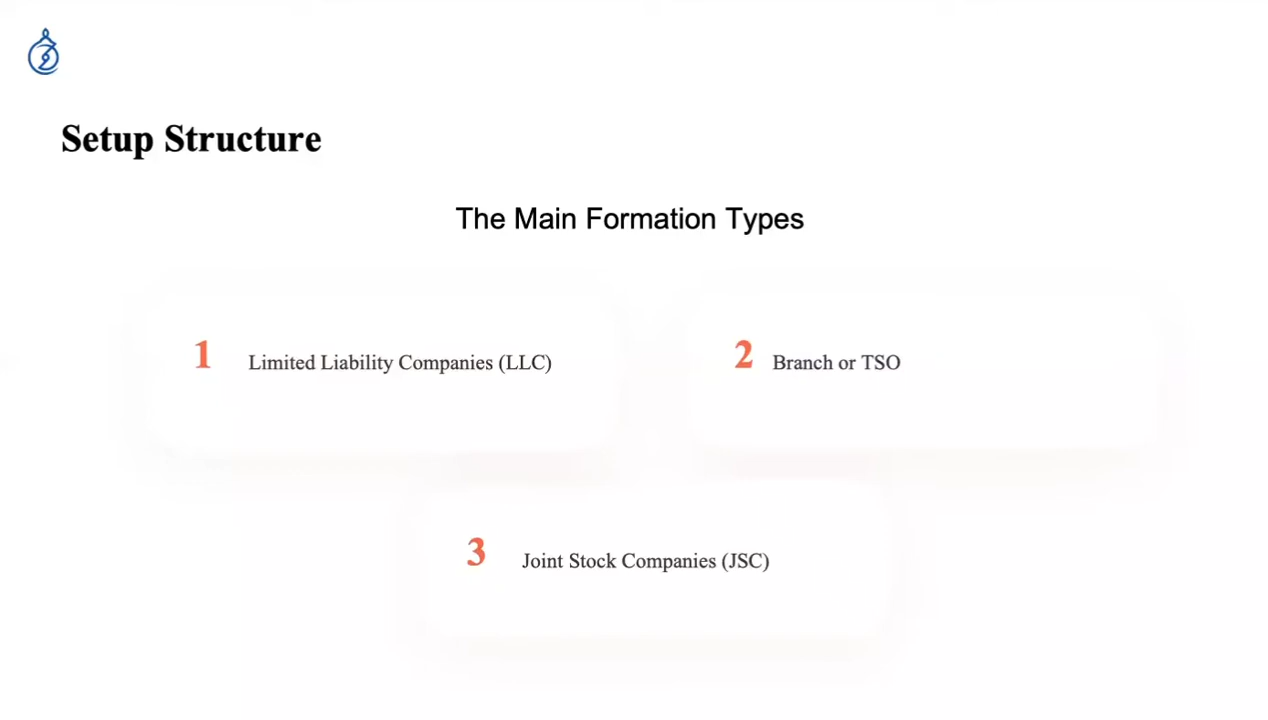 Setup Structure
The Main Formation Types
1 Limited Liability Companies (LLC)
2 Branch or TSO
3 Joint Stock Companies (JSC)